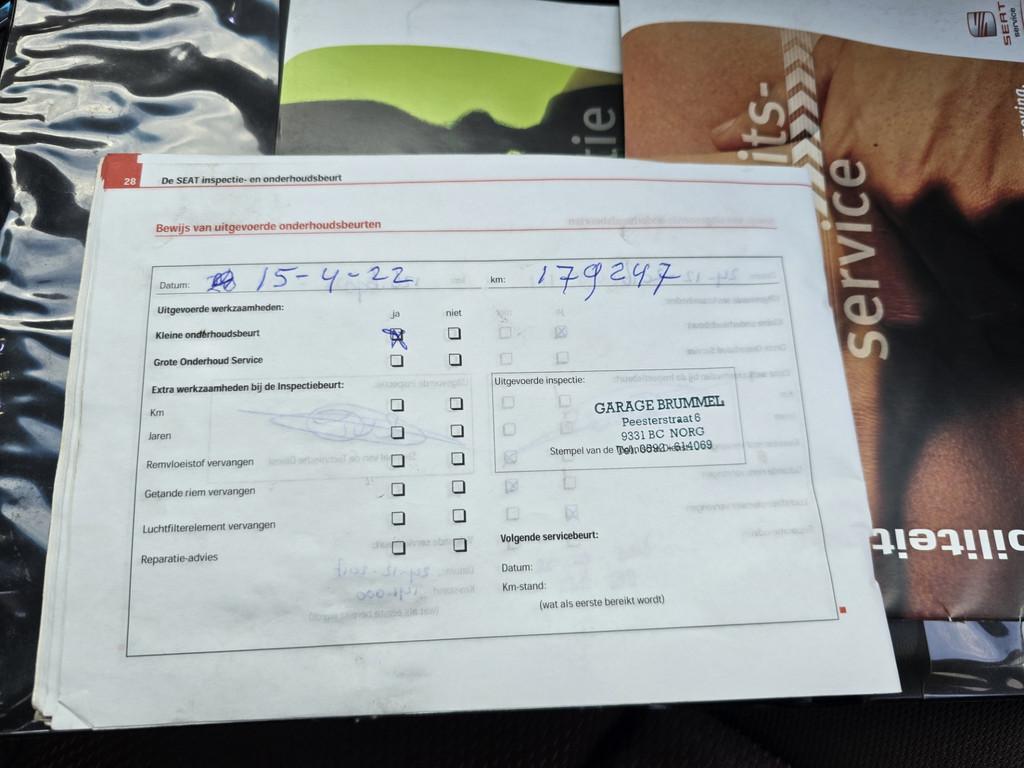 SEAT
service
its-
service
28 De SEAT inspectie- en onderhoudsbeurt
Bewijs van uitgevoerde onderhoudsbeurten
Datum: 15-4-22 km: 179247
Uitgevoerde werkzaamheden: ja niet
Kleine onderhoudsbeurt
Grote Onderhoud Service
Extra werkzaamheden bij de Inspectiebeurt:
Km
Jaren
Remvloeistof vervangen
Getande riem vervangen
Luchtfilterelement vervangen
Reparatie-advies
Uitgevoerde inspectie:
GARAGE BRUMMEL
Peesterstraat 6
9331 BC NORG
Stempel van de
Volgende servicebeurt:
Datum:
Km-stand:
(wat als eerste bereikt wordt)